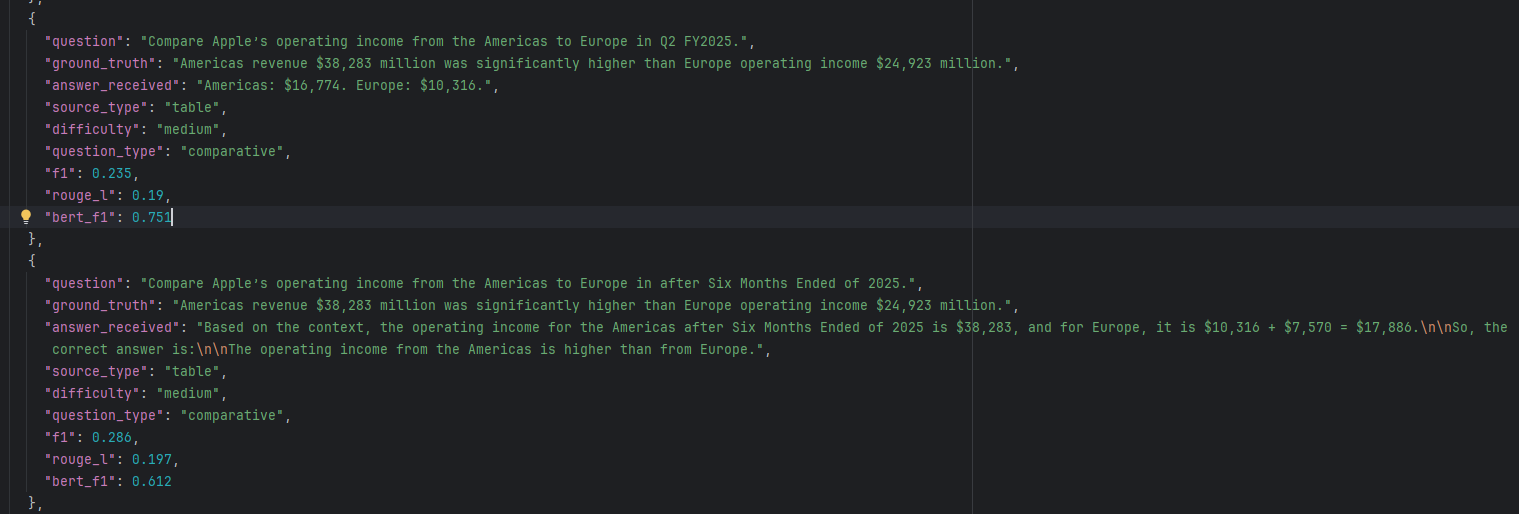 },
{
"question": "Compare Apple's operating income from the Americas to Europe in Q2 FY2025.",
"ground_truth": "Americas revenue $38,283 million was significantly higher than Europe operating income $24,923 million.",
"answer_received": "Americas: $16,774. Europe: $10,316.",
"source_type": "table",
"difficulty": "medium",
"question_type": "comparative",
"f1": 0.235,
"rouge_l": 0.19,
"bert_f1": 0.751
},
{
"question": "Compare Apple's operating income from the Americas to Europe in after Six Months Ended of 2025.",
"ground_truth": "Americas revenue $38,283 million was significantly higher than Europe operating income $24,923 million.",
"answer_received": "Based on the context, the operating income for the Americas after Six Months Ended of 2025 is $38,283, and for Europe, it is $10,316 + $7,570 = $17,886.\n\nSo, the
correct answer is:\n\nThe operating income from the Americas is higher than from Europe.",
"source_type": "table",
"difficulty": "medium",
"question_type": "comparative",
"f1": 0.286,
"rouge_l": 0.197,
"bert_f1": 0.612
},